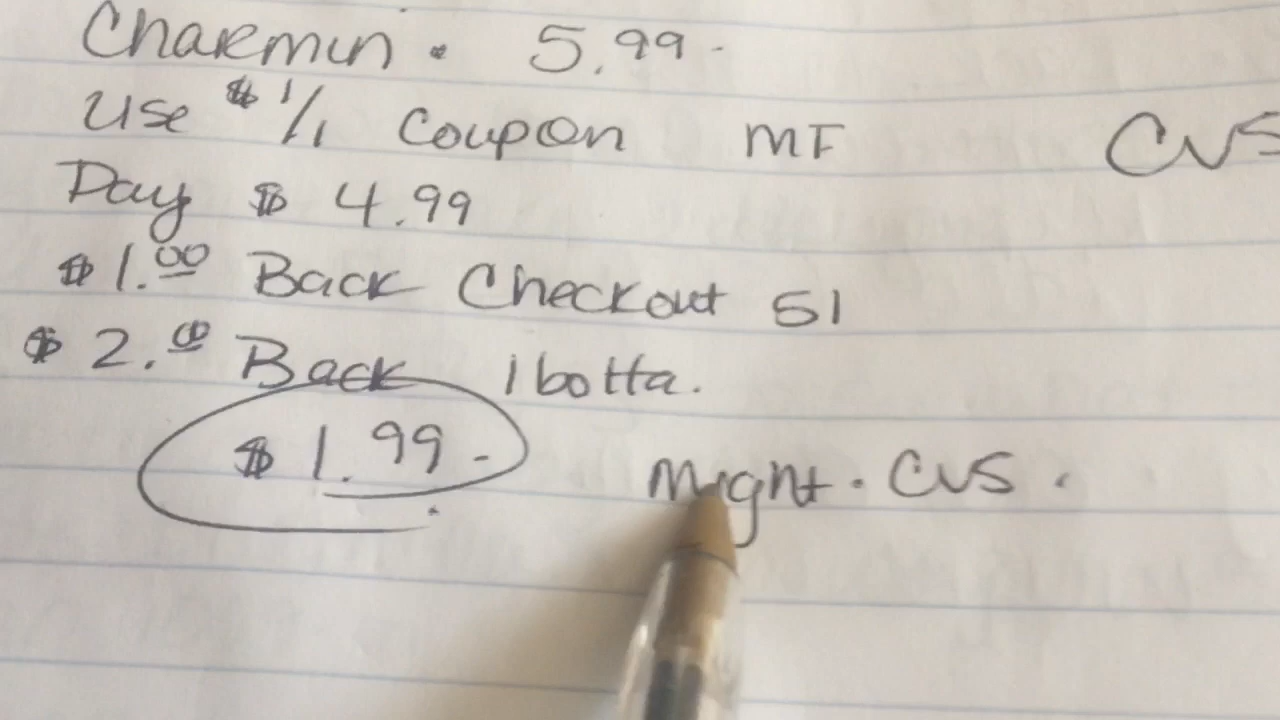 Charmin. 5.99-
Use $1/1 Coupon MF CVS
Pay $ 4.99
$1.00 Back Checkout 51
$2.00 Back Ibotta.
$1.99-
Might. CVS.